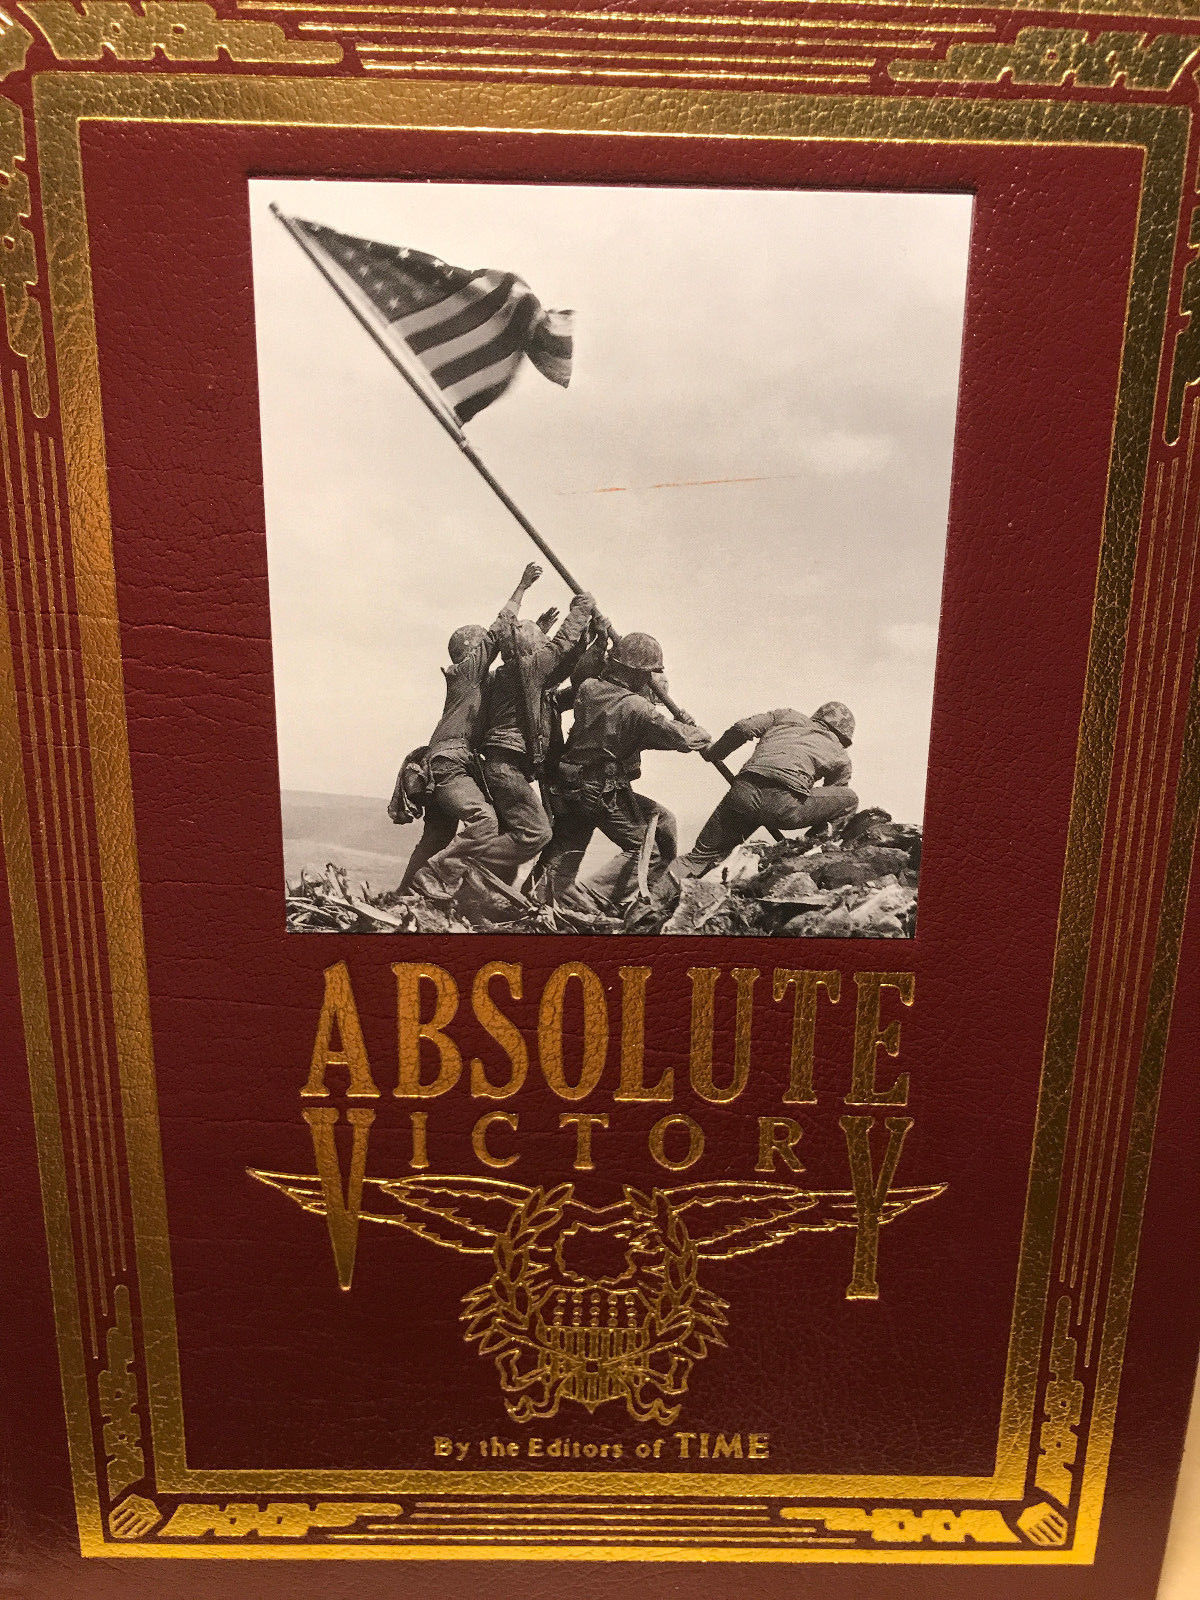 ABSOLUTE
VICTORY
By the Editors of TIME